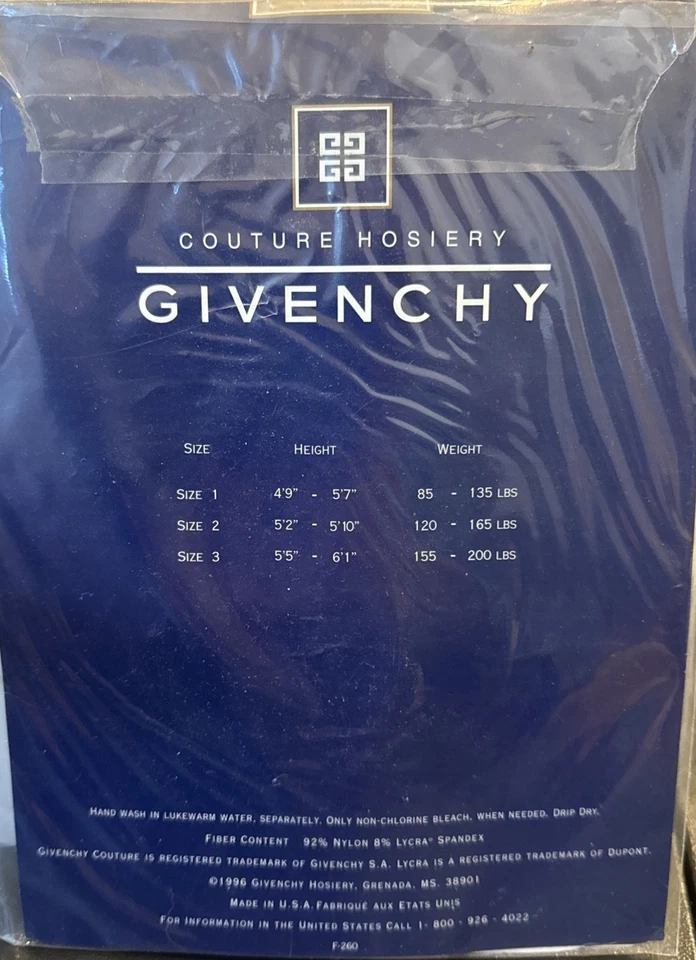 COUTURE HOSIERY
GIVENCHY
SIZE HEIGHT WEIGHT
SIZE 1 4'9" - 5'7" 85 - 135 LBS
SIZE 2 5'2" - 5'10" 120 - 165 LBS
SIZE 3 5'5" - 6'1" 155 - 200 LBS
HAND WASH IN LUKEWARM WATER, SEPARATELY. ONLY NON-CHLORINE BLEACH, WHEN NEEDED. DRIP DRY.
FIBER CONTENT 92% NYLON 8% LYCRA® SPANDEX
GIVENCHY COUTURE IS REGISTERED TRADEMARK OF GIVENCHY S.A. LYCRA IS A REGISTERED TRADEMARK OF DUPONT.
©1996 GIVENCHY HOSIERY, GRENADA, MS. 38901
MADE IN U.S.A. FABRIQUÉ AUX ETATS UNIS
FOR INFORMATION IN THE UNITED STATES CALL 1- 800 - 926 - 4022
F-260